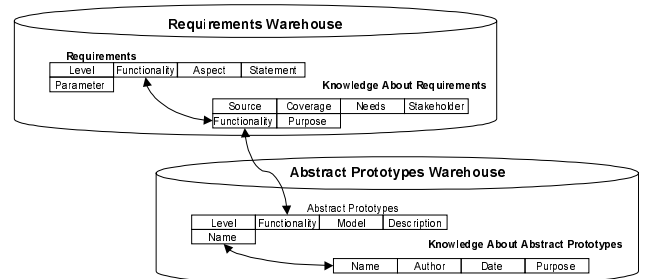 Requirements Warehouse
Requirements
Level Functionality Aspect Statement
Parameter
Knowledge About Requirements
Source Coverage Needs Stakeholder
Functionality Purpose
Abstract Prototypes Warehouse
Abstract Prototypes
Level Functionality Model Description
Name
Knowledge About Abstract Prototypes
Name Author Date Purpose